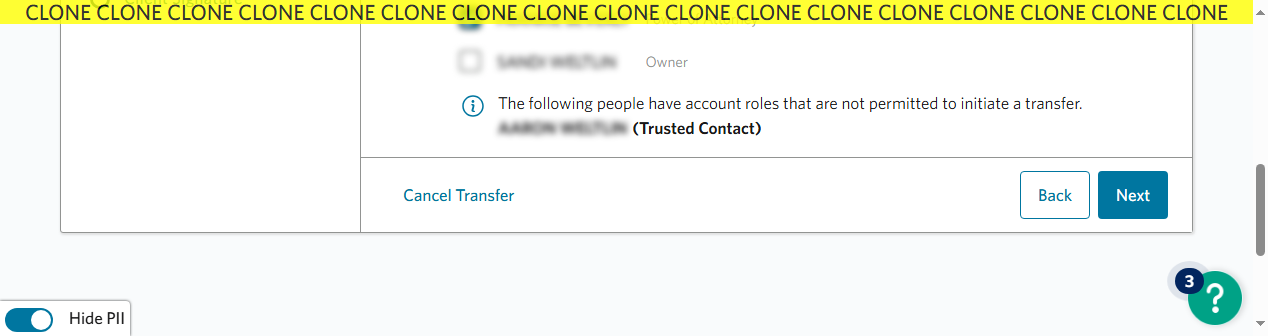 CLONE CLONE CLONE CLONE CLONE CLONE CLONE CLONE CLONE CLONE CLONE CLONE CLONE CLONE CLONE CLONE CLONE
Owner
The following people have account roles that are not permitted to initiate a transfer.
(Trusted Contact)
Cancel Transfer
Back
Next
3
?
Hide PII